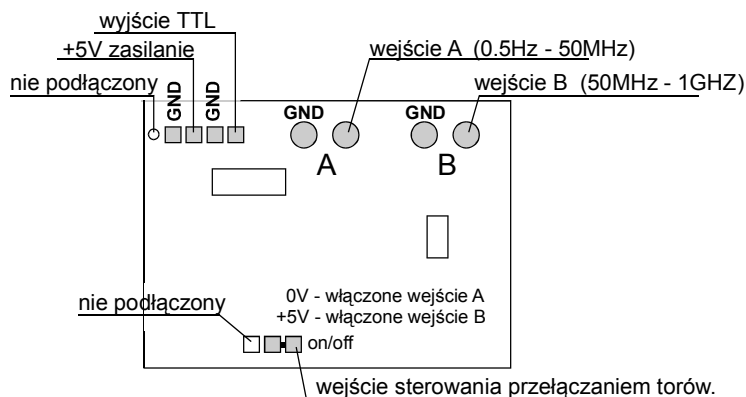 wyjście TTL
+5V zasilanie
nie podłączony
GND
GND
wejście A (0.5Hz - 50MHz)
wejście B (50MHz - 1GHZ)
GND
GND
A
B
0V - włączone wejście A
+5V - włączone wejście B
nie podłączony
on/off
wejście sterowania przełączaniem torów.